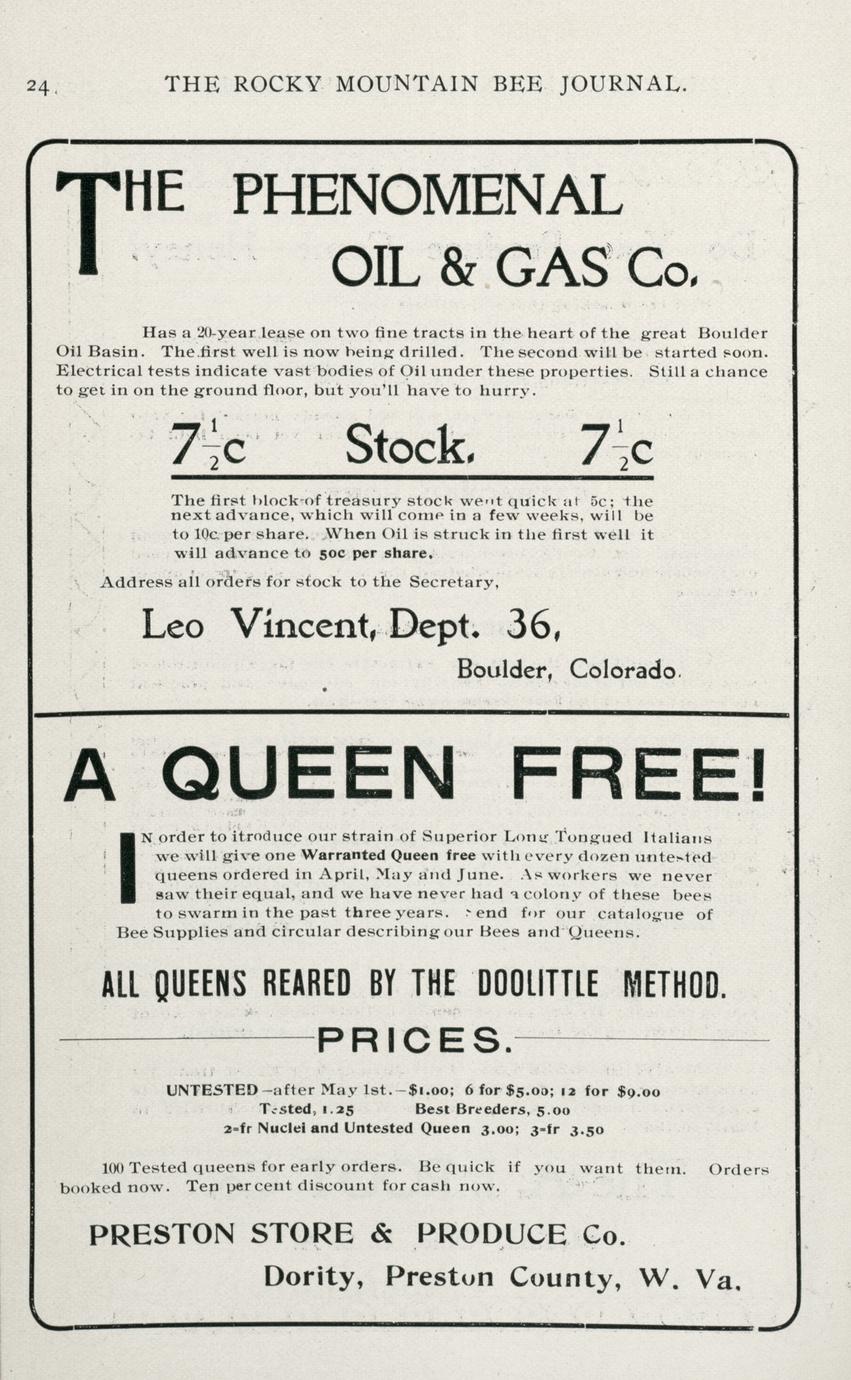 24
THE ROCKY MOUNTAIN BEE JOURNAL.
THE PHENOMENAL
OIL & GAS Co.
Has a 20-year lease on two fine tracts in the heart of the great Boulder
Oil Basin. The first well is now being drilled. The second will be started soon.
Electrical tests indicate vast bodies of Oil under these properties. Still a chance
to get in on the ground floor, but you'll have to hurry.
7½c Stock. 7½c
The first block of treasury stock went quick at 5c; the
next advance, which will come in a few weeks, will be
to 10c per share. When Oil is struck in the first well it
will advance to 50c per share.
Address all orders for stock to the Secretary,
Leo Vincent, Dept. 36,
Boulder, Colorado.
A QUEEN FREE!
IN order to itroduce our strain of Superior Long Tongued Italians
we will give one Warranted Queen free with every dozen untested
queens ordered in April, May and June. As workers we never
saw their equal, and we have never had a colony of these bees
to swarm in the past three years. Send for our catalogue of
Bee Supplies and circular describing our Bees and Queens.
ALL QUEENS REARED BY THE DOOLITTLE METHOD.
PRICES.
UNTESTED—after May 1st.—$1.00; 6 for $5.00; 12 for $9.00
Tested, 1.25 Best Breeders, 5.00
2=fr Nuclei and Untested Queen 3.00; 3=fr 3.50
100 Tested queens for early orders. Be quick if you want them. Orders
booked now. Ten per cent discount for cash now.
PRESTON STORE & PRODUCE Co.
Dority, Preston County, W. Va.